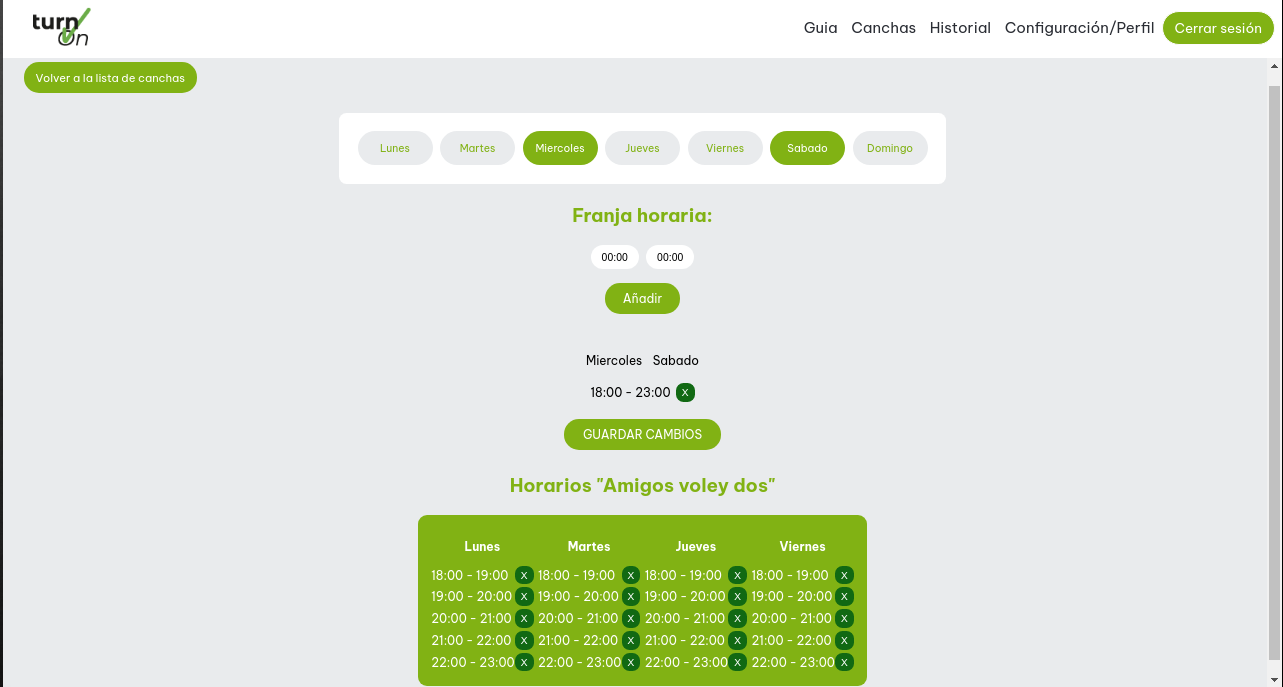 turn On
Guia Canchas Historial Configuración/Perfil Cerrar sesión
Volver a la lista de canchas
Lunes Martes Miercoles Jueves Viernes Sabado Domingo
Franja horaria:
00:00 00:00
Añadir
Miercoles Sabado
18:00 - 23:00 X
GUARDAR CAMBIOS
Horarios "Amigos voley dos"
Lunes Martes Jueves Viernes
18:00 - 19:00 X 18:00 - 19:00 X 18:00 - 19:00 X 18:00 - 19:00 X
19:00 - 20:00 X 19:00 - 20:00 X 19:00 - 20:00 X 19:00 - 20:00 X
20:00 - 21:00 X 20:00 - 21:00 X 20:00 - 21:00 X 20:00 - 21:00 X
21:00 - 22:00 X 21:00 - 22:00 X 21:00 - 22:00 X 21:00 - 22:00 X
22:00 - 23:00 X 22:00 - 23:00 X 22:00 - 23:00 X 22:00 - 23:00 X